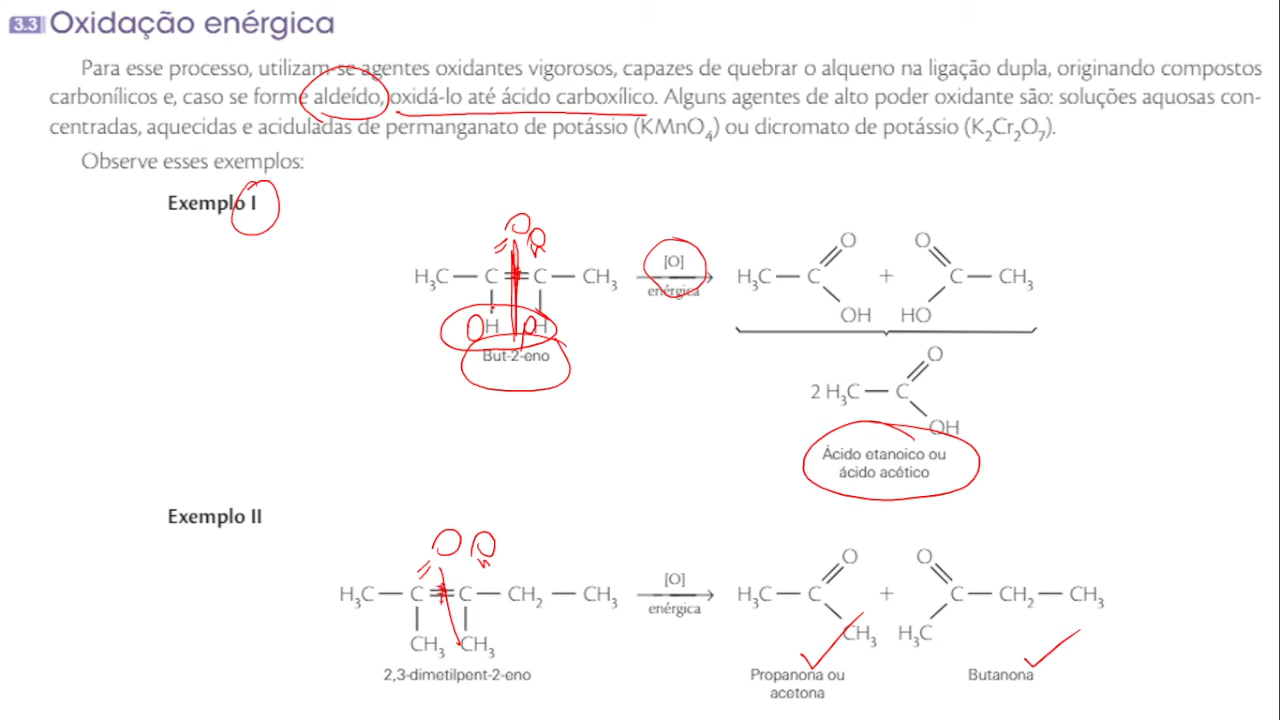 3.3 Oxidação enérgica
Para esse processo, utilizam-se agentes oxidantes vigorosos, capazes de quebrar o alqueno na ligação dupla, originando compostos
carbonílicos e, caso se forme aldeído, oxidá-lo até ácido carboxílico. Alguns agentes de alto poder oxidante são: soluções aquosas con-
centradas, aquecidas e aciduladas de permanganato de potássio (KMnO₄) ou dicromato de potássio (K₂Cr₂O₇).
Observe esses exemplos:
Exemplo I
O O
O O
H₃C — C = C — CH₃ [O] H₃C — C + C — CH₃
enérgica
OH HO
O H O H
But-2-eno
O
2 H₃C — C
OH
Ácido etanoico ou
ácido acético
Exemplo II
O O
O O
H₃C — C = C — CH₂ — CH₃ [O] H₃C — C + C — CH₂ — CH₃
enérgica
CH₃ CH₃ CH₃ H₃C
2,3-dimetilpent-2-eno Propanona ou Butanona
acetona